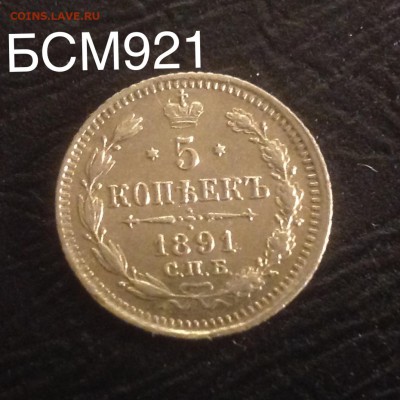 COINS.LAVE.RU
БСМ921
* 5 *
КОПѢЕКЪ
1891
С.П.Б.